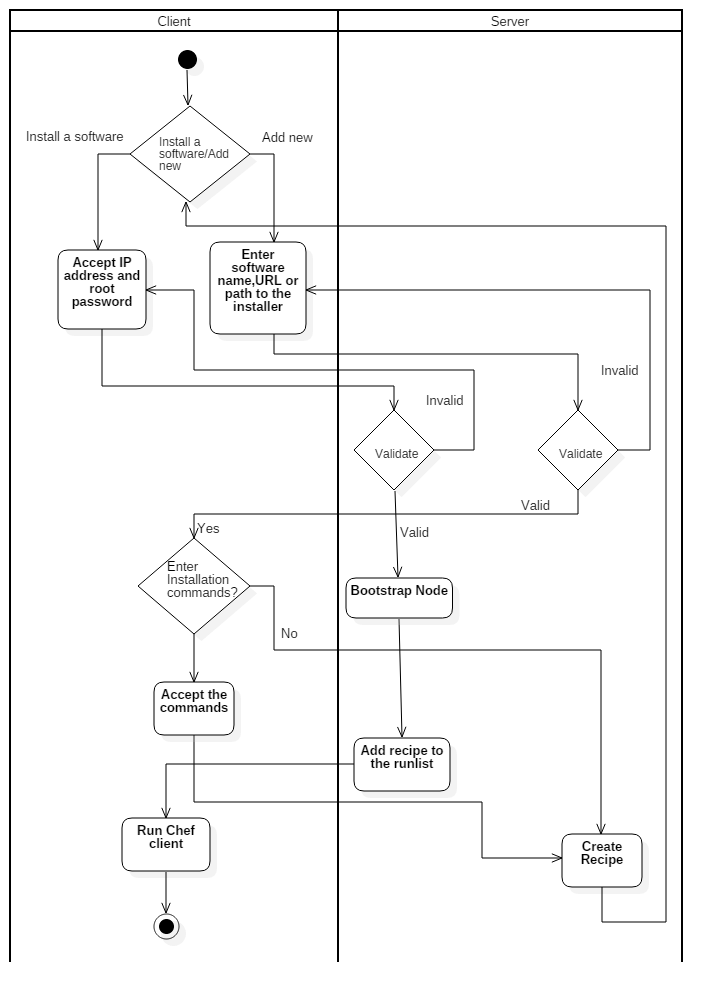 Client
Server
Install a software
Install a
software/Add
new
Add new
Accept IP
address and
root
password
Enter
software
name,URL or
path to the
installer
Invalid
Invalid
Validate
Validate
Valid
Yes
Valid
Enter
Installation
commands?
Bootstrap Node
No
Accept the
commands
Add recipe to
the runlist
Run Chef
client
Create
Recipe